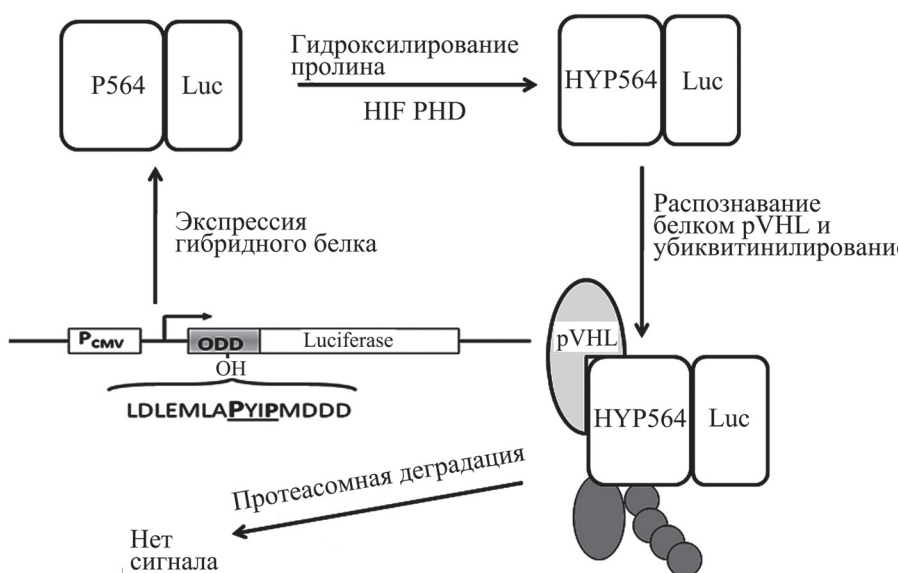 P564
Luc
Гидроксилирование
пролина
HIF PHD
HYP564
Luc
Экспрессия
гибридного белка
Распознавание
белком pVHL и
убиквитинилирование
PCMV
ODD
Luciferase
OH
LDLEMLAPYIPMDDD
pVHL
HYP564
Luc
Протеасомная деградация
Нет
сигнала